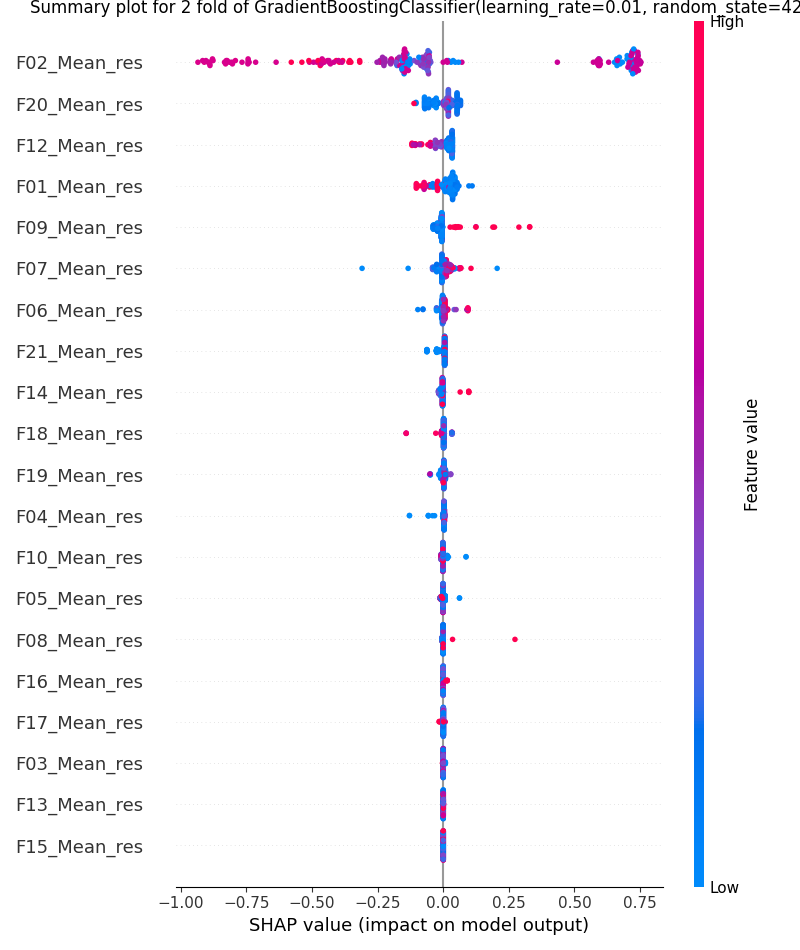 Summary plot for 2 fold of GradientBoostingClassifier(learning_rate=0.01, random_state=42
High
F02_Mean_res
F20_Mean_res
F12_Mean_res
F01_Mean_res
F09_Mean_res
F07_Mean_res
F06_Mean_res
F21_Mean_res
F14_Mean_res
F18_Mean_res
F19_Mean_res
F04_Mean_res
F10_Mean_res
F05_Mean_res
F08_Mean_res
F16_Mean_res
F17_Mean_res
F03_Mean_res
F13_Mean_res
F15_Mean_res
Feature value
Low
−1.00 −0.75 −0.50 −0.25 0.00 0.25 0.50 0.75
SHAP value (impact on model output)